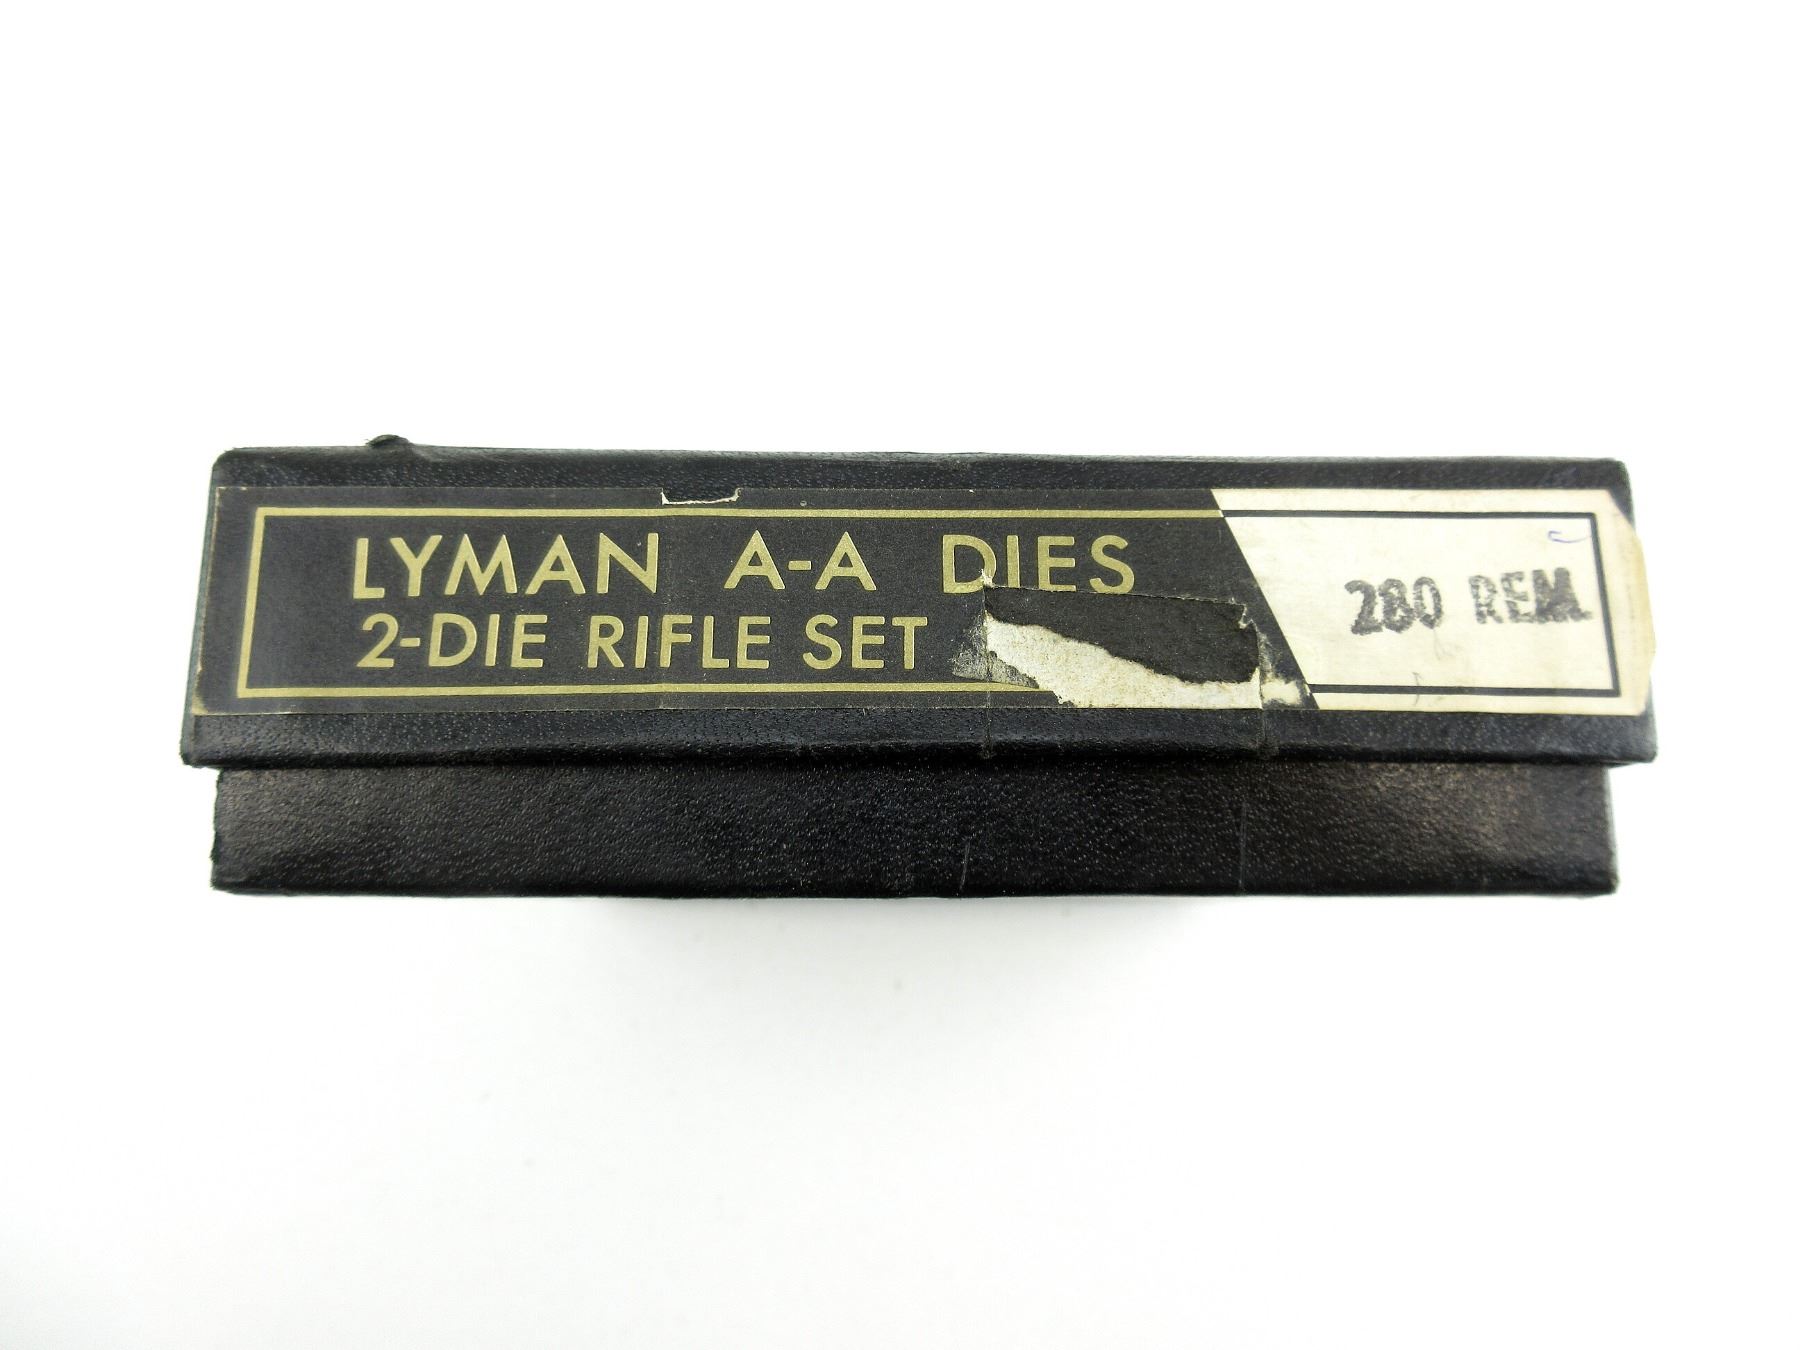 LYMAN A-A DIES
2-DIE RIFLE SET
280 REM